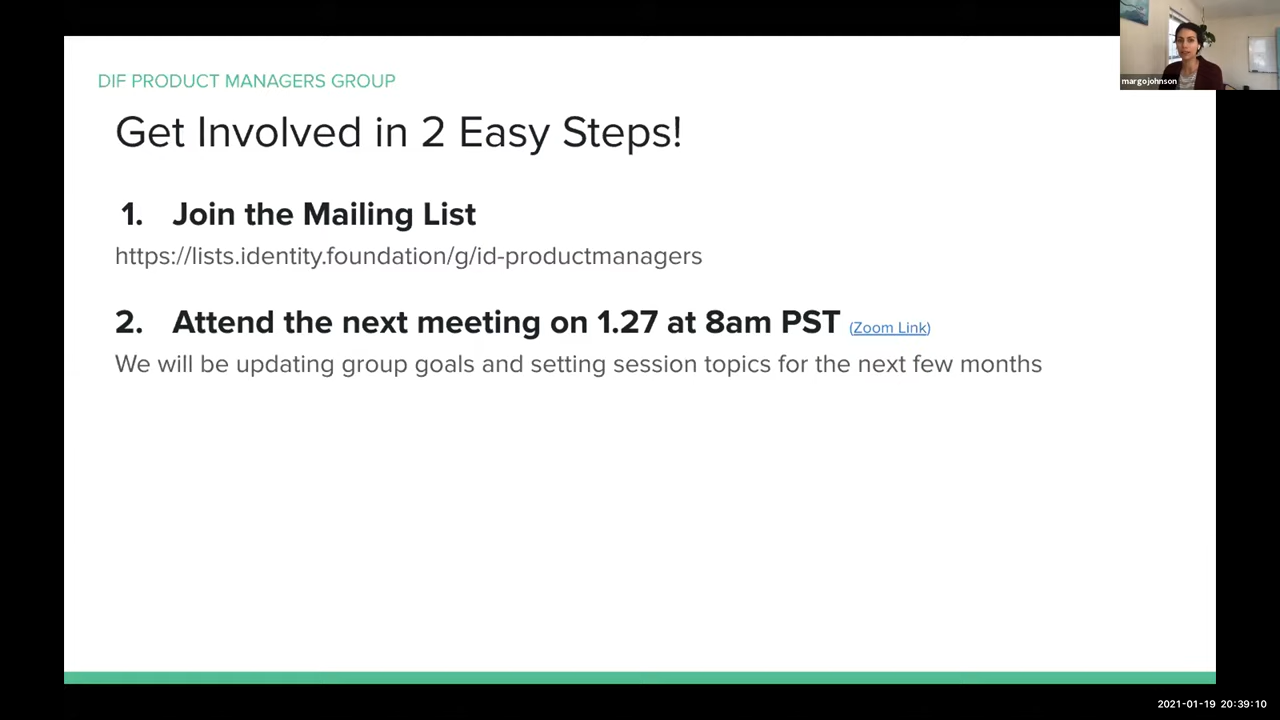 DIF PRODUCT MANAGERS GROUP
margojohnson
Get Involved in 2 Easy Steps!
1. Join the Mailing List
https://lists.identity.foundation/g/id-productmanagers
2. Attend the next meeting on 1.27 at 8am PST (Zoom Link)
We will be updating group goals and setting session topics for the next few months
2021-01-19 20:39:10